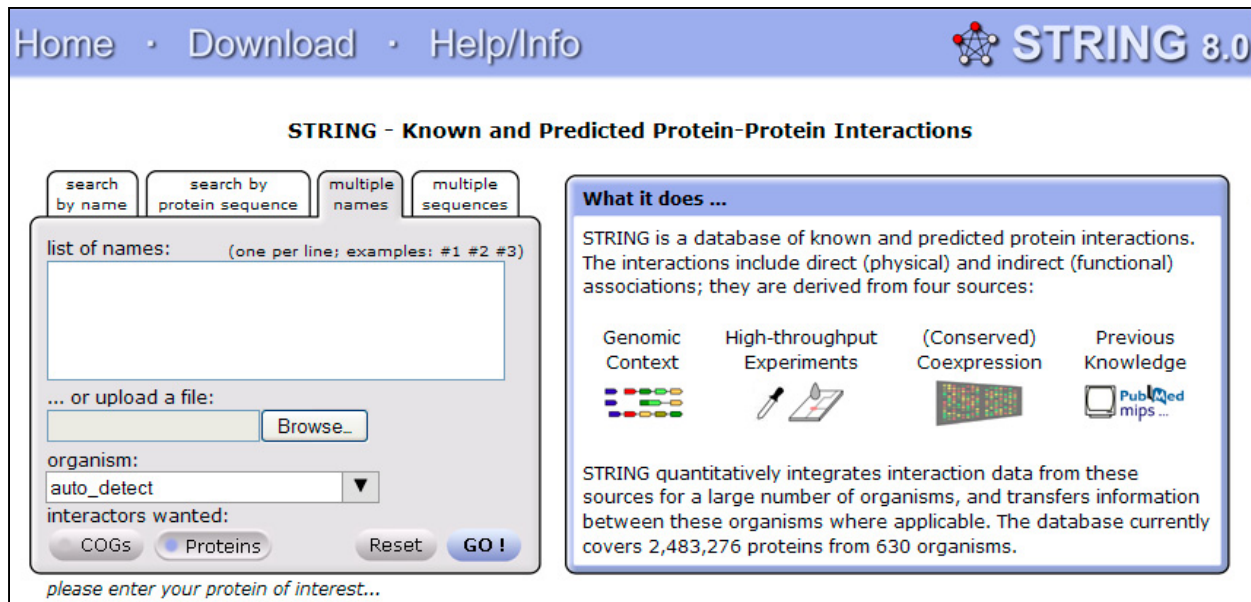 Home · Download · Help/Info
STRING 8.0
STRING - Known and Predicted Protein-Protein Interactions
search
by name
search by
protein sequence
multiple
names
multiple
sequences
list of names: (one per line; examples: #1 #2 #3)
... or upload a file:
Browse...
organism:
auto_detect
interactors wanted:
COGs
Proteins
Reset
GO !
please enter your protein of interest...
What it does ...
STRING is a database of known and predicted protein interactions.
The interactions include direct (physical) and indirect (functional)
associations; they are derived from four sources:
Genomic
Context
High-throughput
Experiments
(Conserved)
Coexpression
Previous
Knowledge
PubMed
mips ...
STRING quantitatively integrates interaction data from these
sources for a large number of organisms, and transfers information
between these organisms where applicable. The database currently
covers 2,483,276 proteins from 630 organisms.